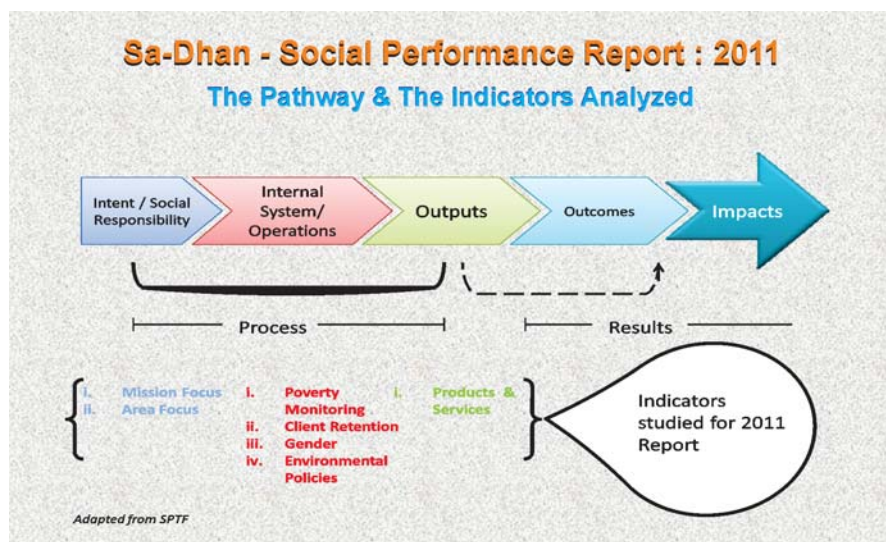 Sa-Dhan - Social Performance Report : 2011
The Pathway & The Indicators Analyzed
Intent / Social
Responsibility
Internal
System/
Operations
Outputs
Outcomes
Impacts
Process
Results
i. Mission Focus
ii. Area Focus
i. Poverty
Monitoring
ii. Client Retention
iii. Gender
iv. Environmental
Policies
i. Products &
Services
Indicators
studied for 2011
Report
Adapted from SPTF